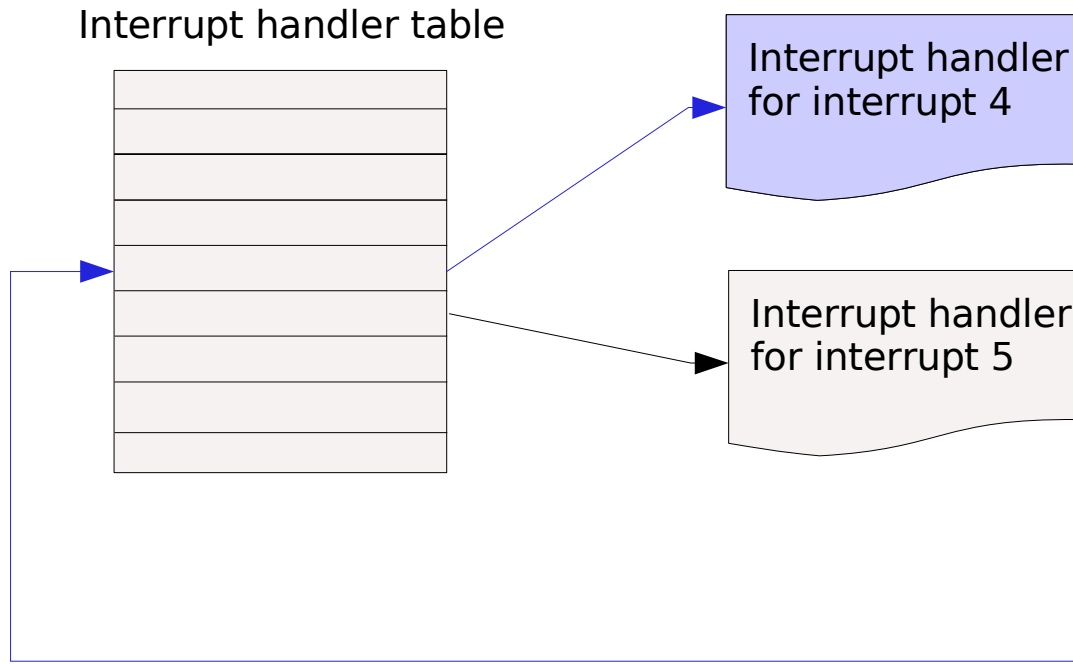 Interrupt handler table
Interrupt handler
for interrupt 4
Interrupt handler
for interrupt 5